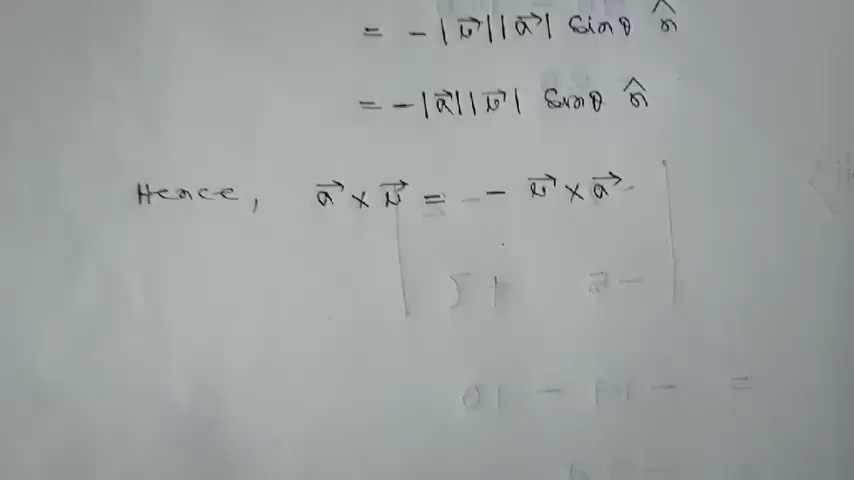 = - |v⃗||a⃗| sinθ n̂
= - |a⃗||v⃗| sinθ n̂
Hence, a⃗ × v⃗ = - v⃗ × a⃗